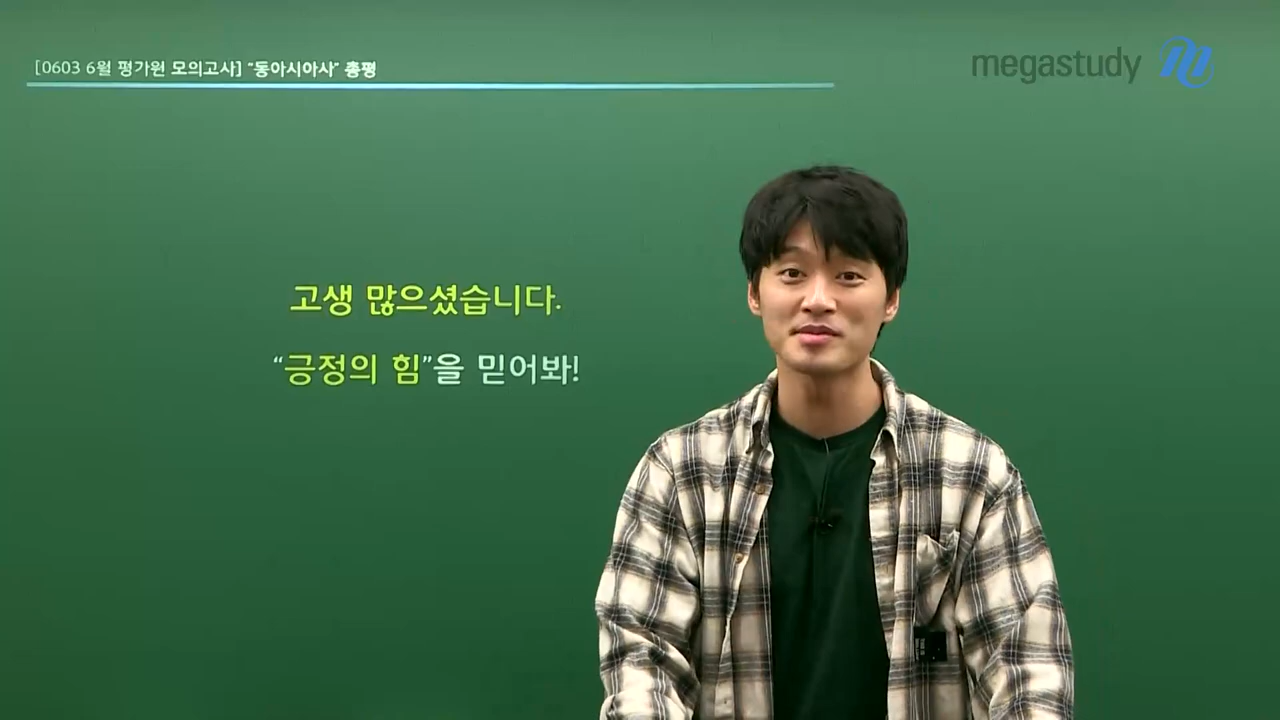 [0603 6월 평가원 모의고사] "동아시아사" 총평
megastudy
고생 많으셨습니다.
"긍정의 힘"을 믿어봐!